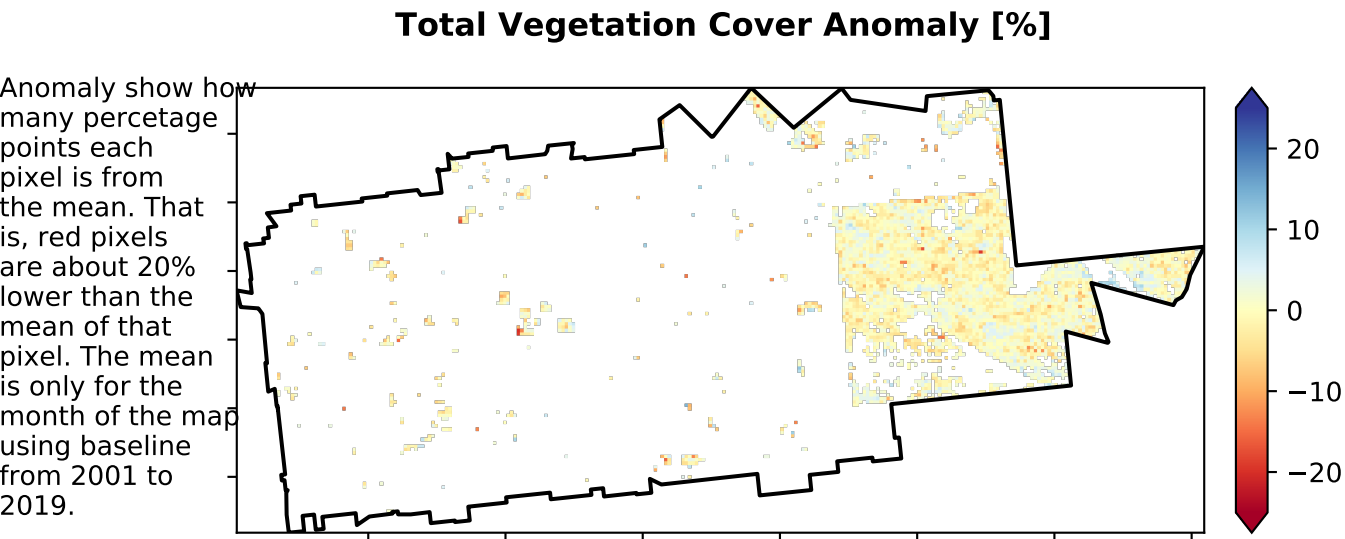 Total Vegetation Cover Anomaly [%]
Anomaly show how
many percetage
points each
pixel is from
the mean. That
is, red pixels
are about 20%
lower than the
mean of that
pixel. The mean
is only for the
month of the map
using baseline
from 2001 to
2019.
20
10
0
−10
−20